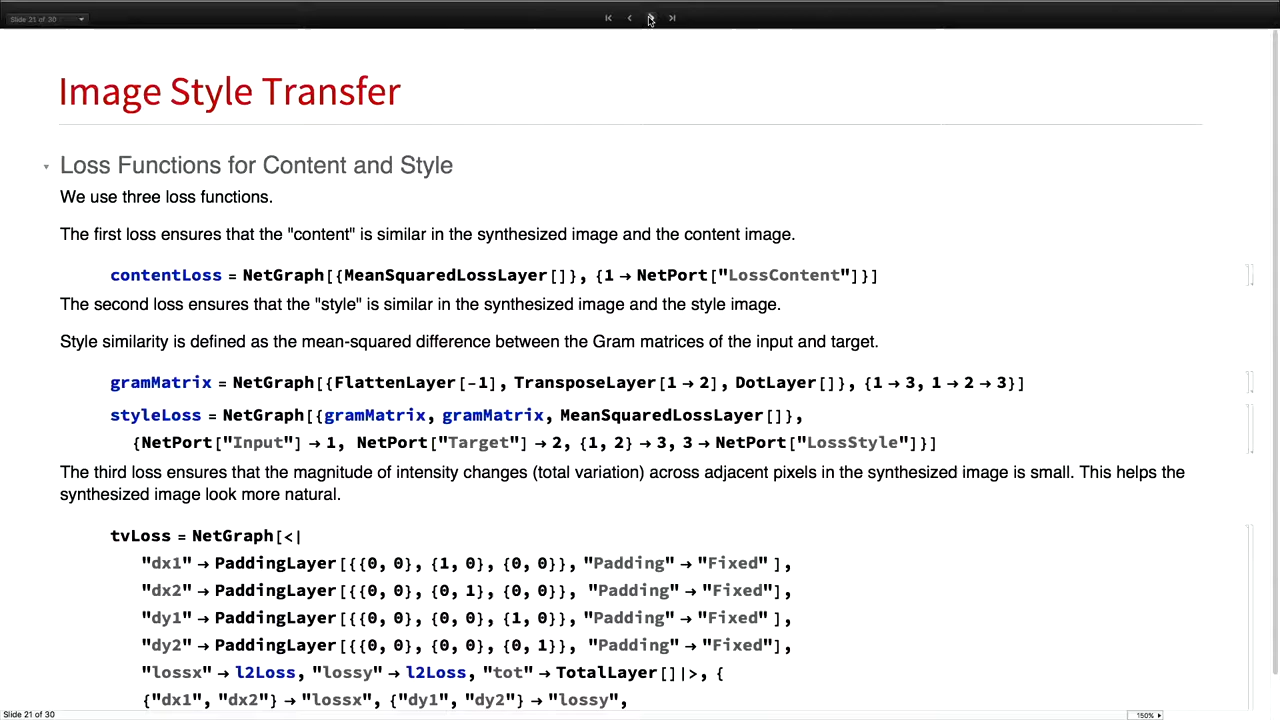 Slide 21 of 30
Image Style Transfer
Loss Functions for Content and Style
We use three loss functions.
The first loss ensures that the "content" is similar in the synthesized image and the content image.
contentLoss = NetGraph[{MeanSquaredLossLayer[]}, {1 → NetPort["LossContent"]}]
The second loss ensures that the "style" is similar in the synthesized image and the style image.
Style similarity is defined as the mean-squared difference between the Gram matrices of the input and target.
gramMatrix = NetGraph[{FlattenLayer[-1], TransposeLayer[1 → 2], DotLayer[]}, {1 → 3, 1 → 2 → 3}]
styleLoss = NetGraph[{gramMatrix, gramMatrix, MeanSquaredLossLayer[]},
{NetPort["Input"] → 1, NetPort["Target"] → 2, {1, 2} → 3, 3 → NetPort["LossStyle"]}]
The third loss ensures that the magnitude of intensity changes (total variation) across adjacent pixels in the synthesized image is small. This helps the
synthesized image look more natural.
tvLoss = NetGraph[<|
"dx1" → PaddingLayer[{{0, 0}, {1, 0}, {0, 0}}, "Padding" → "Fixed" ],
"dx2" → PaddingLayer[{{0, 0}, {0, 1}, {0, 0}}, "Padding" → "Fixed"],
"dy1" → PaddingLayer[{{0, 0}, {0, 0}, {1, 0}}, "Padding" → "Fixed" ],
"dy2" → PaddingLayer[{{0, 0}, {0, 0}, {0, 1}}, "Padding" → "Fixed"],
"lossx" → l2Loss, "lossy" → l2Loss, "tot" → TotalLayer[]|>, {
{"dx1", "dx2"} → "lossx", {"dy1", "dy2"} → "lossy",
Slide 21 of 30
150%